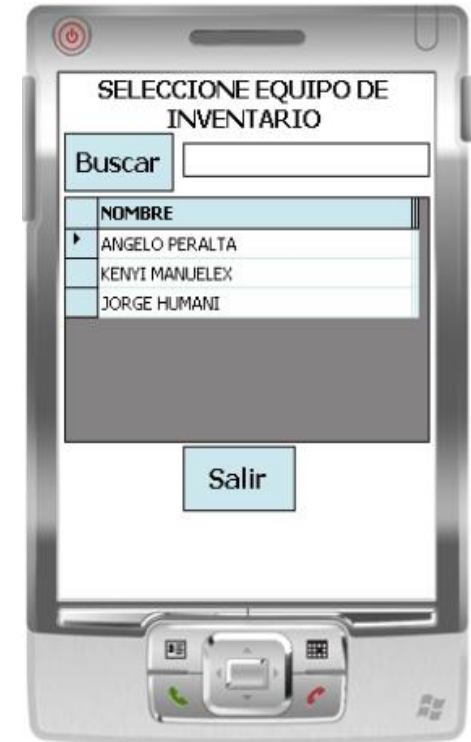 SELECCIONE EQUIPO DE
INVENTARIO
Buscar
NOMBRE
ANGELO PERALTA
KENYI MANUELEX
JORGE HUMANI
Salir